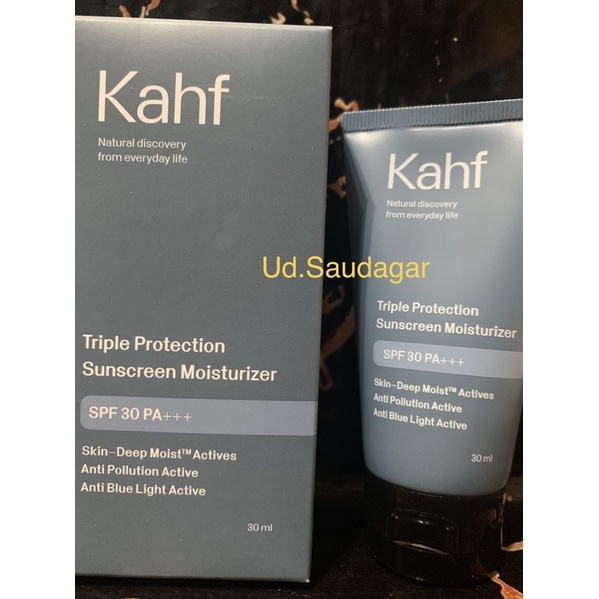 Kahf
Natural discovery
from everyday life
Triple Protection
Sunscreen Moisturizer
SPF 30 PA+++
Skin-Deep Moist™ Actives
Anti Pollution Active
Anti Blue Light Active
30 ml
Kahf
Natural discovery
from everyday life
Ud.Saudagar
Triple Protection
Sunscreen Moisturizer
SPF 30 PA+++
Skin-Deep Moist™ Actives
Anti Pollution Active
Anti Blue Light Active
30 ml